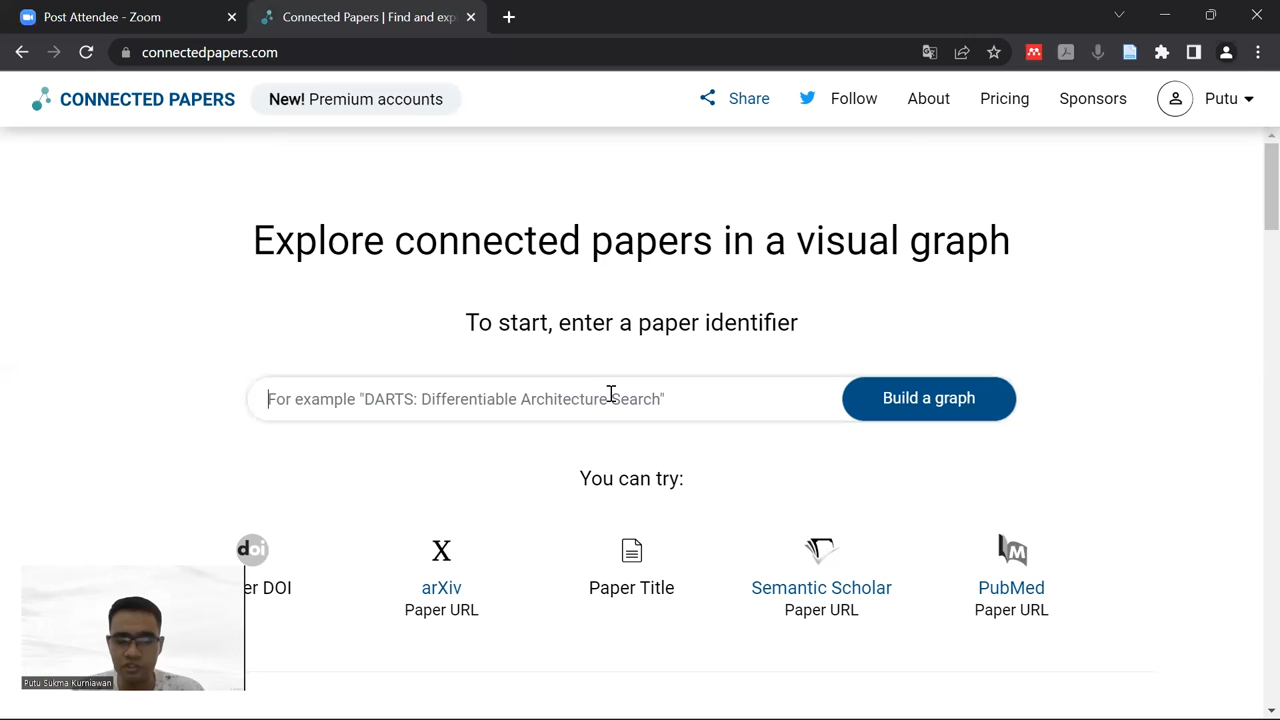 Post Attendee - Zoom
Connected Papers | Find and exp
connectedpapers.com
CONNECTED PAPERS
New! Premium accounts
Share
Follow
About
Pricing
Sponsors
Putu
Explore connected papers in a visual graph
To start, enter a paper identifier
For example "DARTS: Differentiable Architecture Search"
Build a graph
You can try:
doi
er DOI
X
arXiv
Paper URL
Paper Title
Semantic Scholar
Paper URL
M
PubMed
Paper URL
Putu Sukma Kurniawan